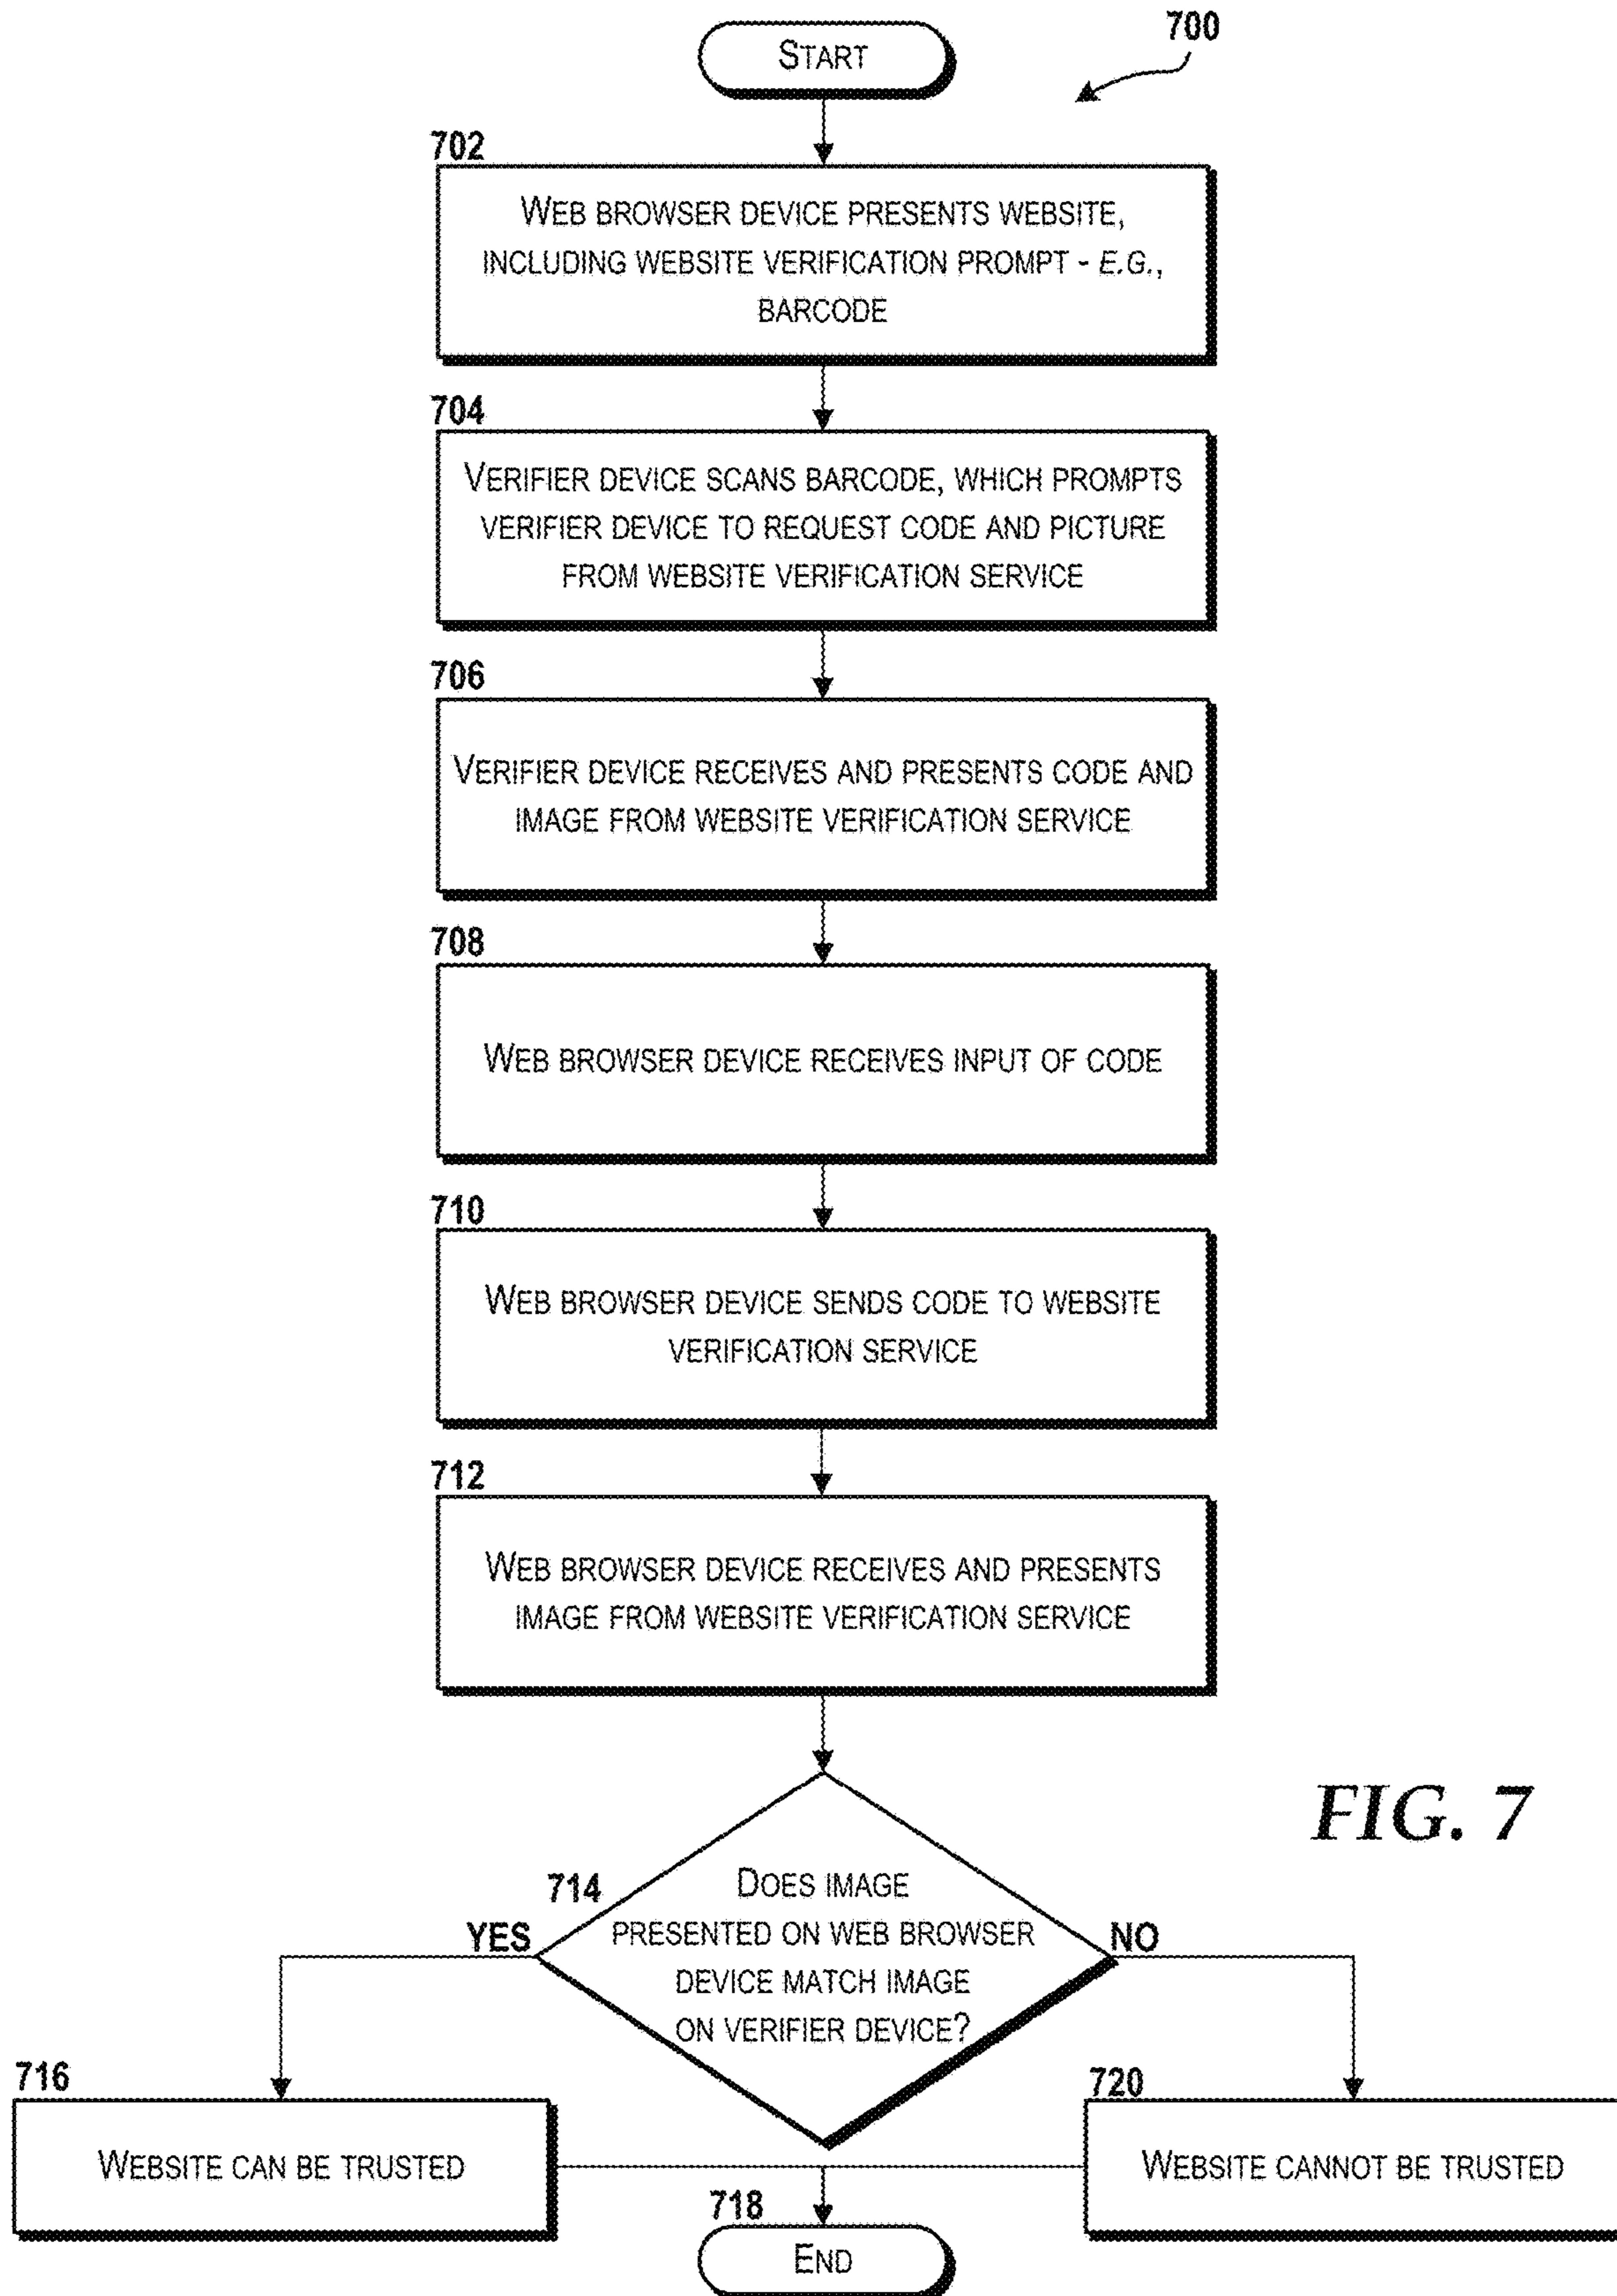 START
700
702
WEB BROWSER DEVICE PRESENTS WEBSITE,
INCLUDING WEBSITE VERIFICATION PROMPT - E.G.,
BARCODE
704
VERIFIER DEVICE SCANS BARCODE, WHICH PROMPTS
VERIFIER DEVICE TO REQUEST CODE AND PICTURE
FROM WEBSITE VERIFICATION SERVICE
706
VERIFIER DEVICE RECEIVES AND PRESENTS CODE AND
IMAGE FROM WEBSITE VERIFICATION SERVICE
708
WEB BROWSER DEVICE RECEIVES INPUT OF CODE
710
WEB BROWSER DEVICE SENDS CODE TO WEBSITE
VERIFICATION SERVICE
712
WEB BROWSER DEVICE RECEIVES AND PRESENTS
IMAGE FROM WEBSITE VERIFICATION SERVICE
FIG. 7
714
DOES IMAGE
PRESENTED ON WEB BROWSER
DEVICE MATCH IMAGE
ON VERIFIER DEVICE?
YES
NO
716
WEBSITE CAN BE TRUSTED
720
WEBSITE CANNOT BE TRUSTED
718
END